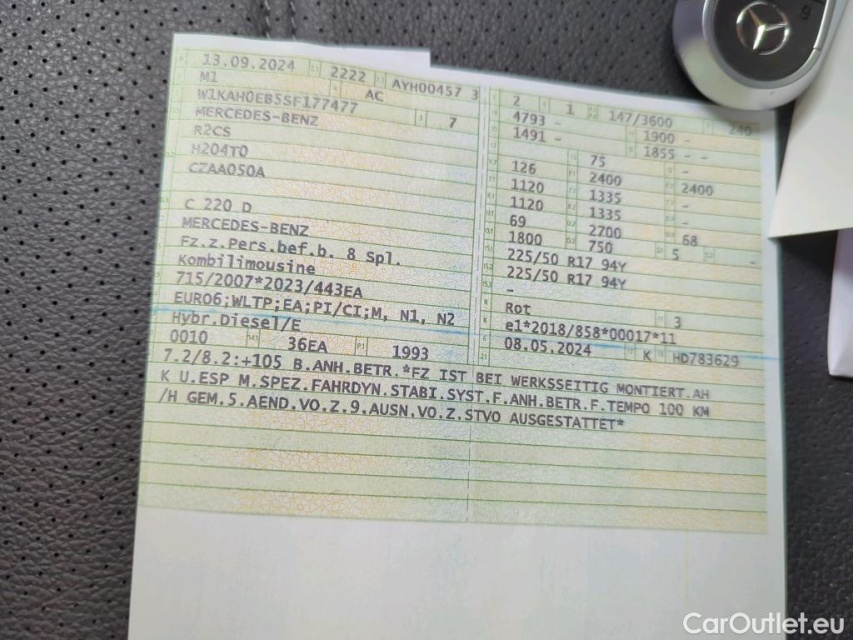 13.09.2024 2222 AYH00457 3
M1 AC
W1KAH0EB5SF177477
MERCEDES-BENZ 7
R2CS
H204T0
CZAA050A
C 220 D
MERCEDES-BENZ
Fz.z.Pers.bef.b. 8 Spl.
Kombilimousine
715/2007*2023/443EA
EURO6;WLTP;EA;PI/CI;M, N1, N2
Hybr.Diesel/E
0010 36EA 1993
2 1 147/3600 240
4793 - 1900 -
1491 - 1855 - -
126 75
1120 2400 2400
1120 1335
69 1335 -
1800 2700 68
225/50 R17 94Y 750 5 -
225/50 R17 94Y
-
Rot 3
e1*2018/858*00017*11
08.05.2024 K HD783629
7.2/8.2:+105 B.ANH.BETR.*FZ IST BEI WERKSSEITIG MONTIERT.AH
K U.ESP M.SPEZ.FAHRDYN.STABI.SYST.F.ANH.BETR.F.TEMPO 100 KM
/H GEM.5.AEND.VO.Z.9.AUSN.VO.Z.STVO AUSGESTATTET*
CarOutlet.eu